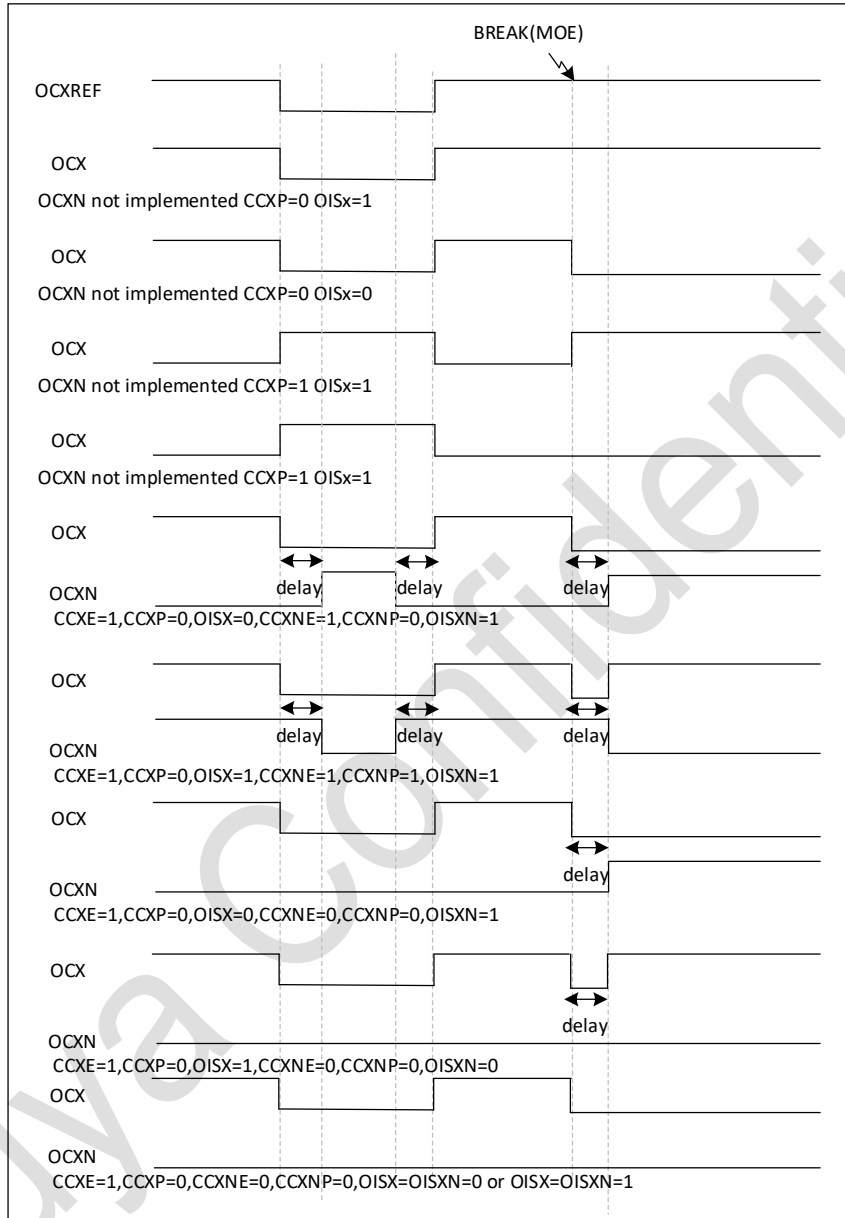 BREAK(MOE)
OCXREF
OCX
OCXN not implemented CCXP=0 OISx=1
OCX
OCXN not implemented CCXP=0 OISx=0
OCX
OCXN not implemented CCXP=1 OISx=1
OCX
OCXN not implemented CCXP=1 OISx=1
OCX
delay delay delay
OCXN
CCXE=1,CCXP=0,OISX=0,CCXNE=1,CCXNP=0,OISXN=1
OCX
delay delay delay
OCXN
CCXE=1,CCXP=0,OISX=1,CCXNE=1,CCXNP=1,OISXN=1
OCX
delay
OCXN
CCXE=1,CCXP=0,OISX=0,CCXNE=0,CCXNP=0,OISXN=1
OCX
delay
OCXN
CCXE=1,CCXP=0,OISX=1,CCXNE=0,CCXNP=0,OISXN=0
OCX
OCXN
CCXE=1,CCXP=0,CCXNE=0,CCXNP=0,OISX=OISXN=0 or OISX=OISXN=1
uya Confidenti